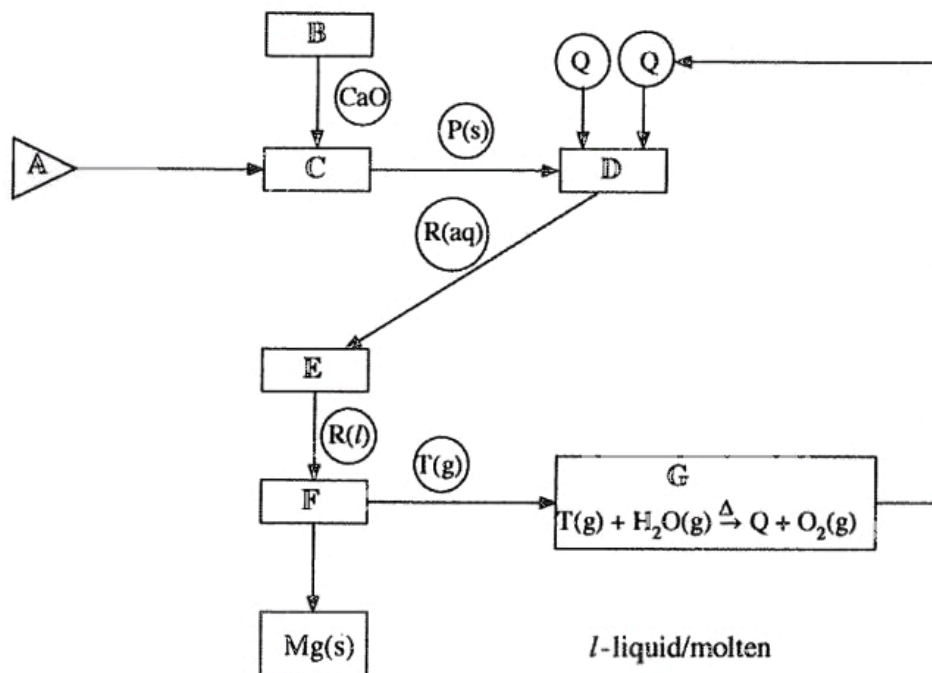 B
Q
Q
CaO
P(s)
A
C
D
R(aq)
E
R(l)
T(g)
F
G
T(g) + H₂O(g) →Δ Q + O₂(g)
Mg(s)
l-liquid/molten